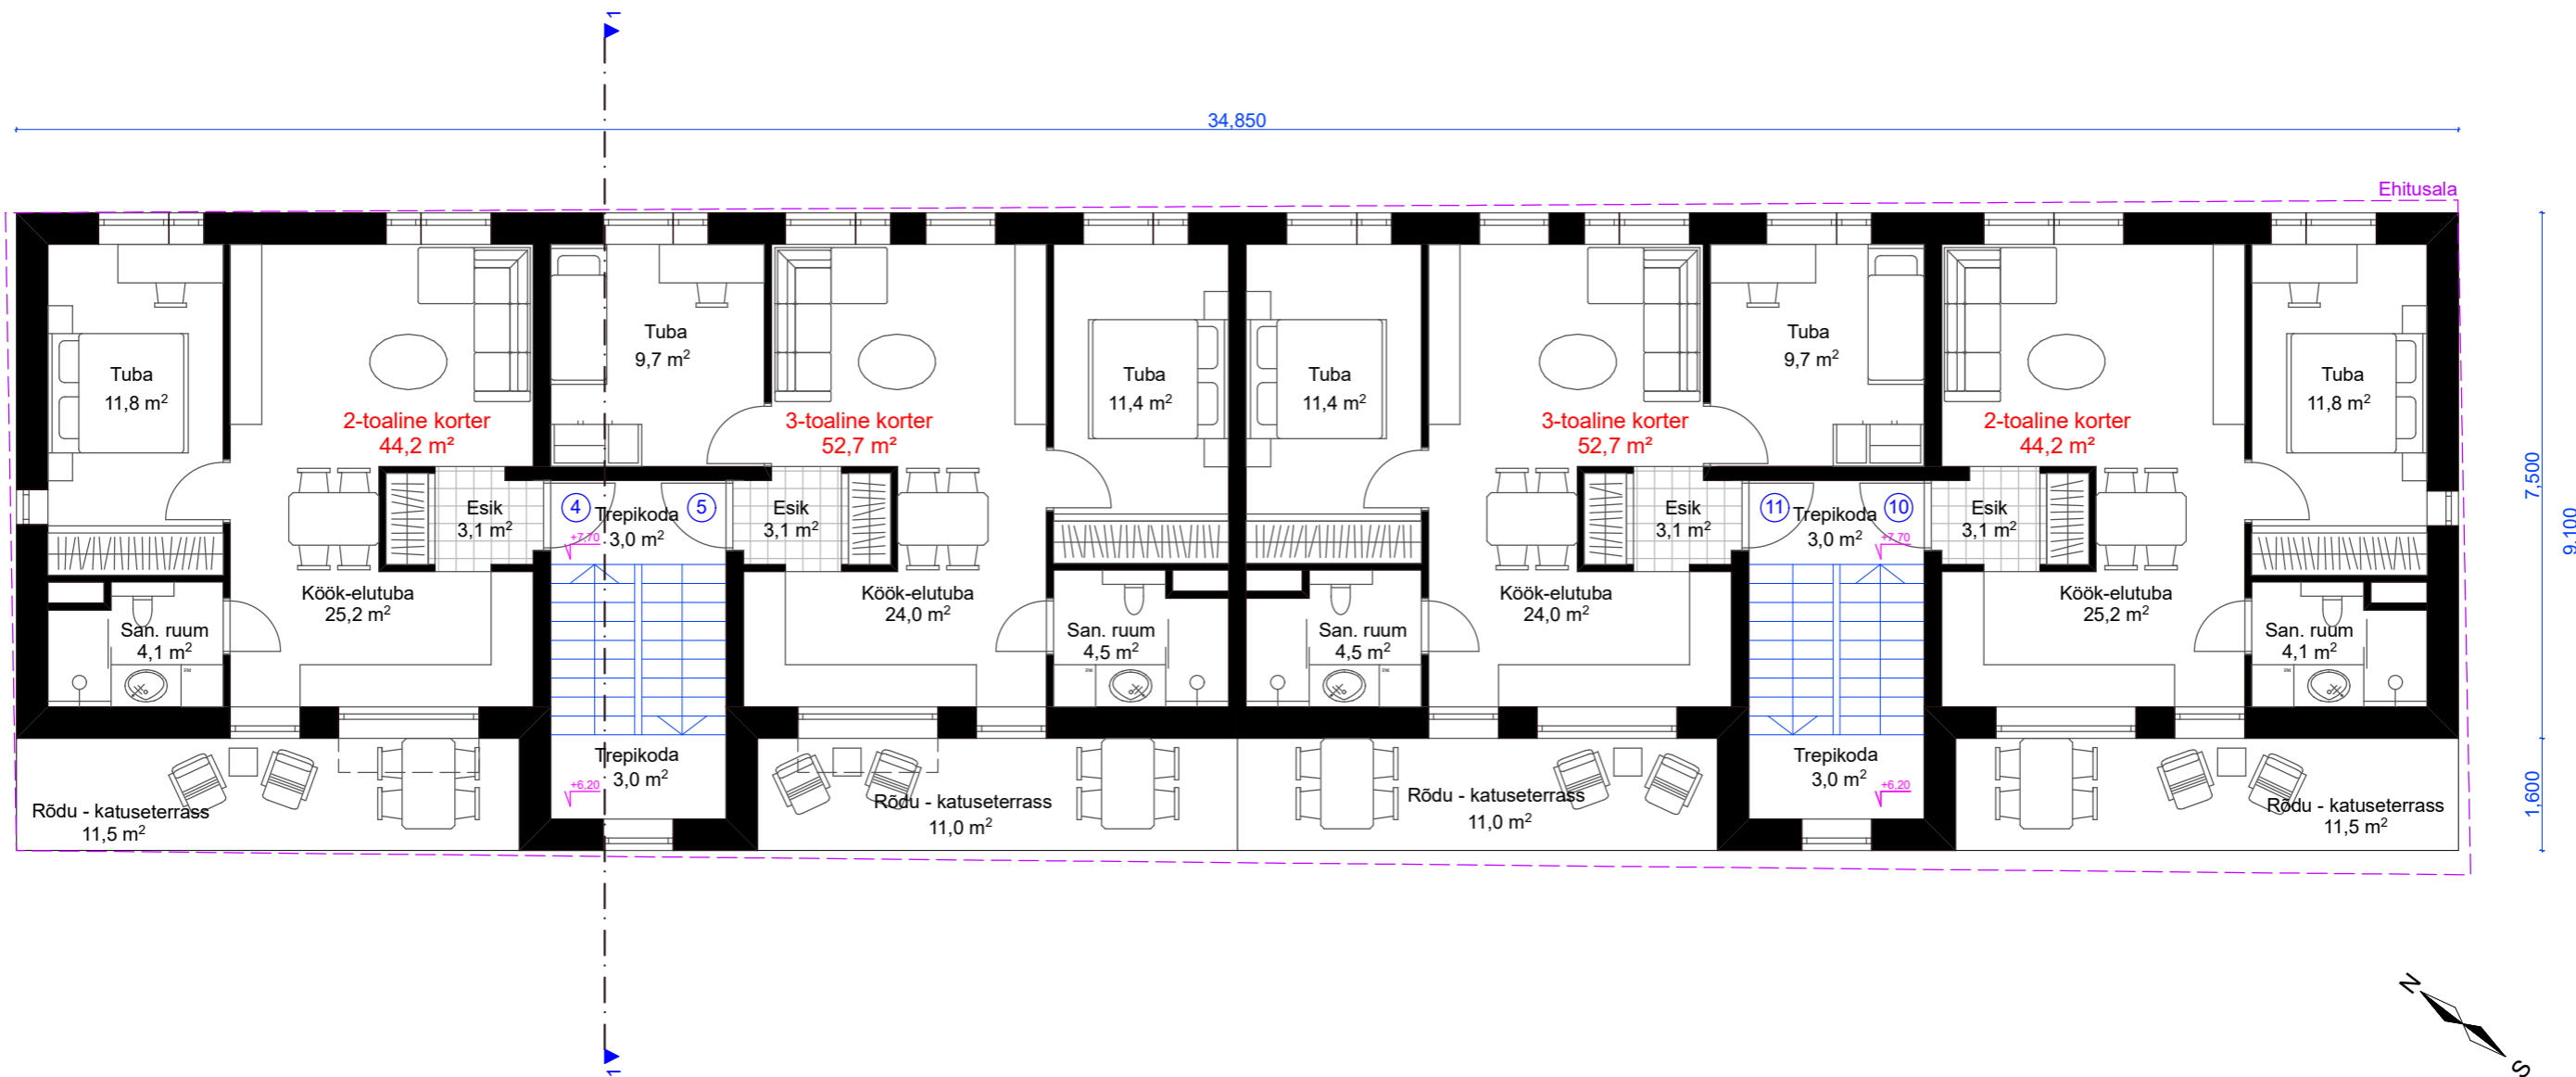 1
34,850
Ehitusala
Tuba
11,8 m²
2-toaline korter
44,2 m²
Tuba
9,7 m²
3-toaline korter
52,7 m²
Tuba
11,4 m²
Tuba
11,4 m²
3-toaline korter
52,7 m²
Tuba
9,7 m²
2-toaline korter
44,2 m²
Tuba
11,8 m²
7,500
9,100
1,600
Esik
3,1 m²
4
Trepikoda
3,0 m²
+7,70
5
Esik
3,1 m²
Esik
3,1 m²
11
Trepikoda
3,0 m²
+7,70
10
Esik
3,1 m²
Köök-elutuba
25,2 m²
Köök-elutuba
24,0 m²
Köök-elutuba
24,0 m²
Köök-elutuba
25,2 m²
San. ruum
4,1 m²
San. ruum
4,5 m²
San. ruum
4,5 m²
San. ruum
4,1 m²
Trepikoda
3,0 m²
+6,20
Trepikoda
3,0 m²
+6,20
Rõdu - katuseterrass
11,5 m²
Rõdu - katuseterrass
11,0 m²
Rõdu - katuseterrass
11,0 m²
Rõdu - katuseterrass
11,5 m²
N
S
1